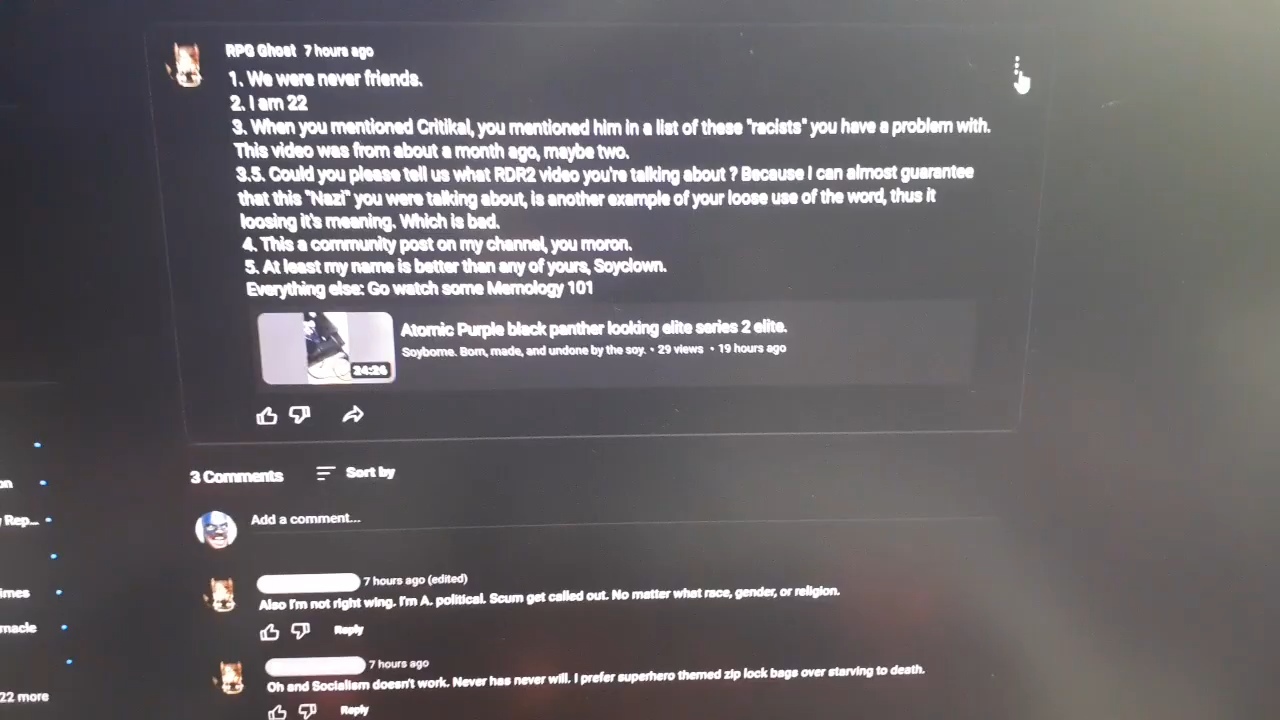 RPG Ghost 7 hours ago
1. We were never friends.
2. I am 22
3. When you mentioned Critikal, you mentioned him in a list of these "racists" you have a problem with.
This video was from about a month ago, maybe two.
3.5. Could you please tell us what RDR2 video you're talking about ? Because I can almost guarantee
that this "Nazi" you were talking about, is another example of your loose use of the word, thus it
loosing it's meaning. Which is bad.
4. This a community post on my channel, you moron.
5. At least my name is better than any of yours, Soyclown.
Everything else: Go watch some Memology 101
Atomic Purple black panther looking elite series 2 elite.
Soyborne. Born, made, and undone by the soy. • 29 views • 19 hours ago
24:26
3 Comments Sort by
on
Rep...
Add a comment...
7 hours ago (edited)
imes
Also I'm not right wing. I'm A. political. Scum get called out. No matter what race, gender, or religion.
macle
Reply
7 hours ago
Oh and Socialism doesn't work. Never has never will. I prefer superhero themed zip lock bags over starving to death.
22 more
Reply